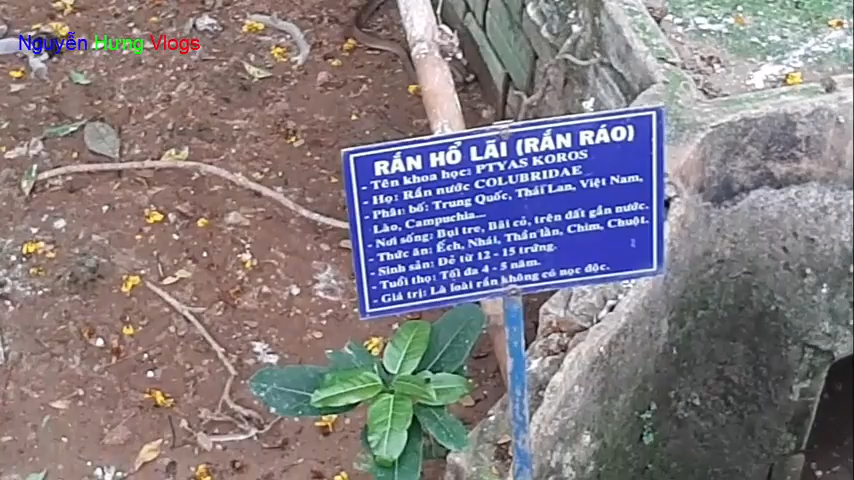 Nguyễn Hưng Vlogs
RẮN HỔ LÃI (RẮN RÁO)
- Tên khoa học: PTYAS KOROS
- Họ: Rắn nước COLUBRIDAE
- Phân bố: Trung Quốc, Thái Lan, Việt Nam,
Lào, Campuchia...
- Nơi sống: Bụi tre, Bãi cỏ, trên đất gần nước.
- Thức ăn: Ếch, Nhái, Thằn lằn, Chim, Chuột.
- Sinh sản: Đẻ từ 12 - 15 trứng.
- Tuổi thọ: Tối đa 4 - 5 năm.
- Giá trị: Là loài rắn không có nọc độc.